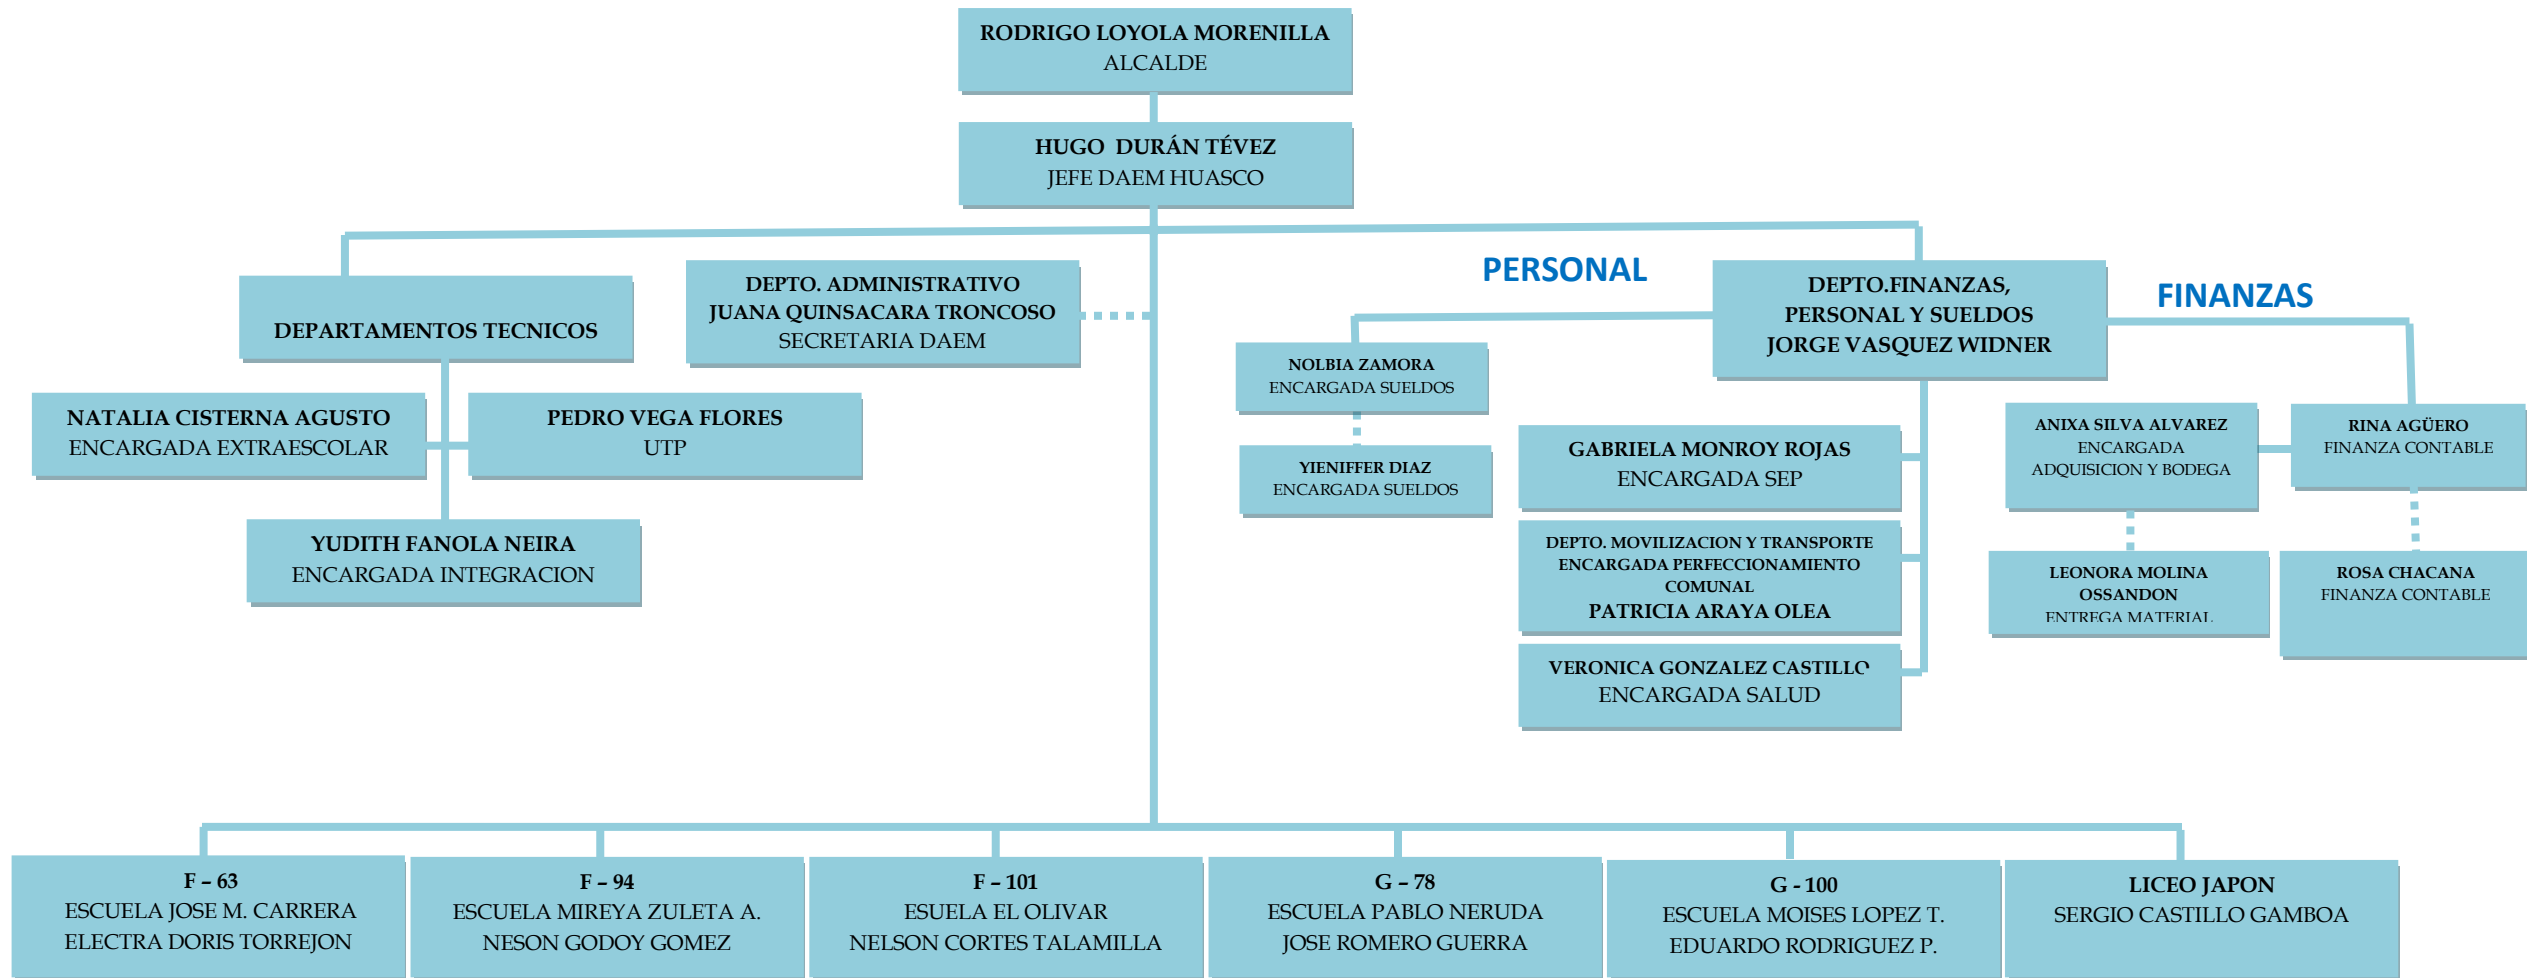 RODRIGO LOYOLA MORENILLA
ALCALDE
HUGO DURÁN TÉVEZ
JEFE DAEM HUASCO
DEPARTAMENTOS TECNICOS
DEPTO. ADMINISTRATIVO
JUANA QUINSACARA TRONCOSO
SECRETARIA DAEM
PERSONAL
DEPTO.FINANZAS,
PERSONAL Y SUELDOS
JORGE VASQUEZ WIDNER
FINANZAS
NATALIA CISTERNA AGUSTO
ENCARGADA EXTRAESCOLAR
PEDRO VEGA FLORES
UTP
YUDITH FANOLA NEIRA
ENCARGADA INTEGRACION
NOLBIA ZAMORA
ENCARGADA SUELDOS
YIENIFFER DIAZ
ENCARGADA SUELDOS
GABRIELA MONROY ROJAS
ENCARGADA SEP
DEPTO. MOVILIZACION Y TRANSPORTE
ENCARGADA PERFECCIONAMIENTO
COMUNAL
PATRICIA ARAYA OLEA
VERONICA GONZALEZ CASTILLO
ENCARGADA SALUD
ANIXA SILVA ALVAREZ
ENCARGADA
ADQUISICION Y BODEGA
RINA AGÜERO
FINANZA CONTABLE
LEONORA MOLINA
OSSANDON
ENTREGA MATERIAL
ROSA CHACANA
FINANZA CONTABLE
F – 63
ESCUELA JOSE M. CARRERA
ELECTRA DORIS TORREJON
F – 94
ESCUELA MIREYA ZULETA A.
NESON GODOY GOMEZ
F – 101
ESUELA EL OLIVAR
NELSON CORTES TALAMILLA
G – 78
ESCUELA PABLO NERUDA
JOSE ROMERO GUERRA
G - 100
ESCUELA MOISES LOPEZ T.
EDUARDO RODRIGUEZ P.
LICEO JAPON
SERGIO CASTILLO GAMBOA